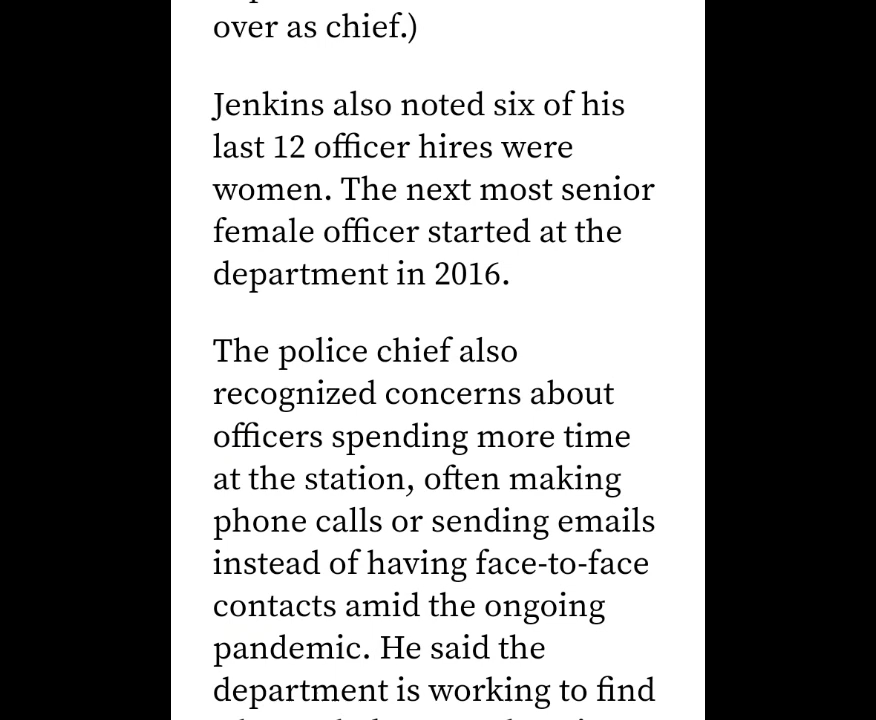 over as chief.)
Jenkins also noted six of his
last 12 officer hires were
women. The next most senior
female officer started at the
department in 2016.
The police chief also
recognized concerns about
officers spending more time
at the station, often making
phone calls or sending emails
instead of having face-to-face
contacts amid the ongoing
pandemic. He said the
department is working to find